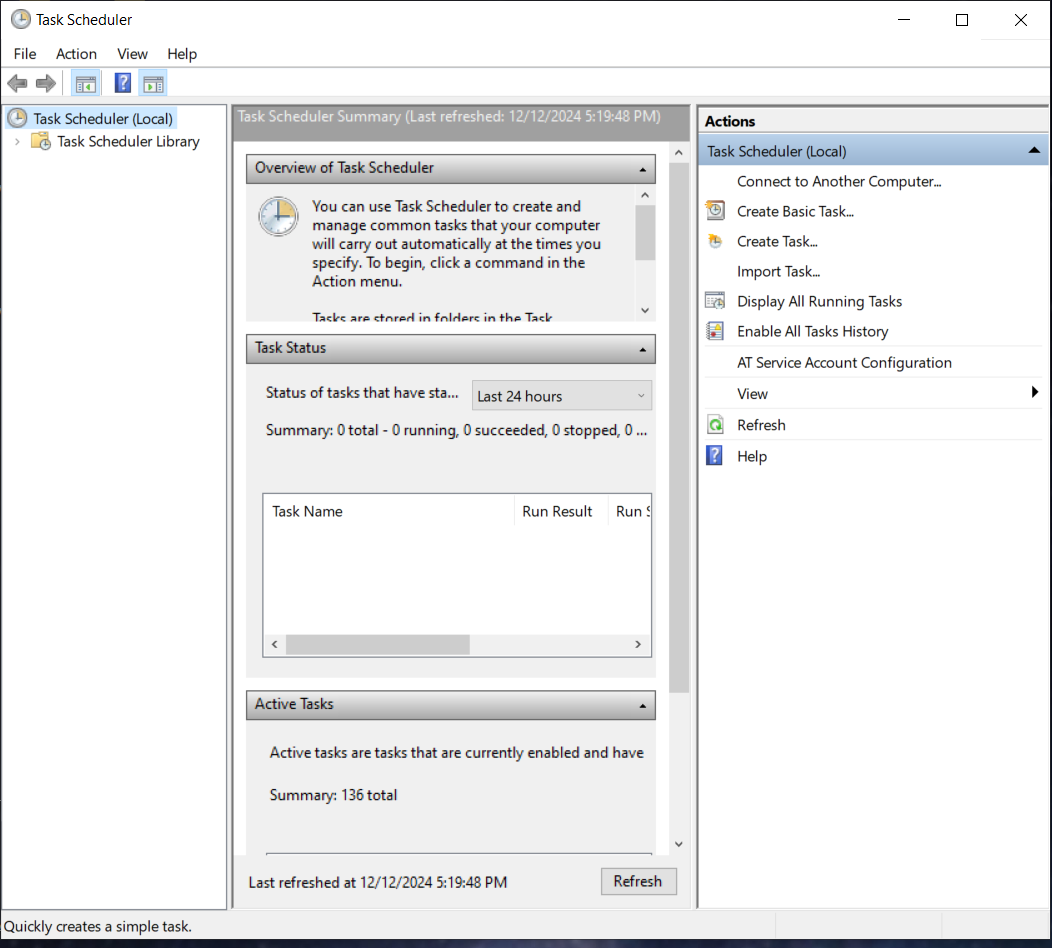 Task Scheduler
File Action View Help
Task Scheduler (Local)
Task Scheduler Library
Task Scheduler Summary (Last refreshed: 12/12/2024 5:19:48 PM)
Overview of Task Scheduler
You can use Task Scheduler to create and
manage common tasks that your computer
will carry out automatically at the times you
specify. To begin, click a command in the
Action menu.
Tasks are stored in folders in the Task
Task Status
Status of tasks that have sta... Last 24 hours
Summary: 0 total - 0 running, 0 succeeded, 0 stopped, 0 ...
Task Name Run Result Run S
Active Tasks
Active tasks are tasks that are currently enabled and have
Summary: 136 total
Last refreshed at 12/12/2024 5:19:48 PM Refresh
Actions
Task Scheduler (Local)
Connect to Another Computer...
Create Basic Task...
Create Task...
Import Task...
Display All Running Tasks
Enable All Tasks History
AT Service Account Configuration
View
Refresh
Help
Quickly creates a simple task.